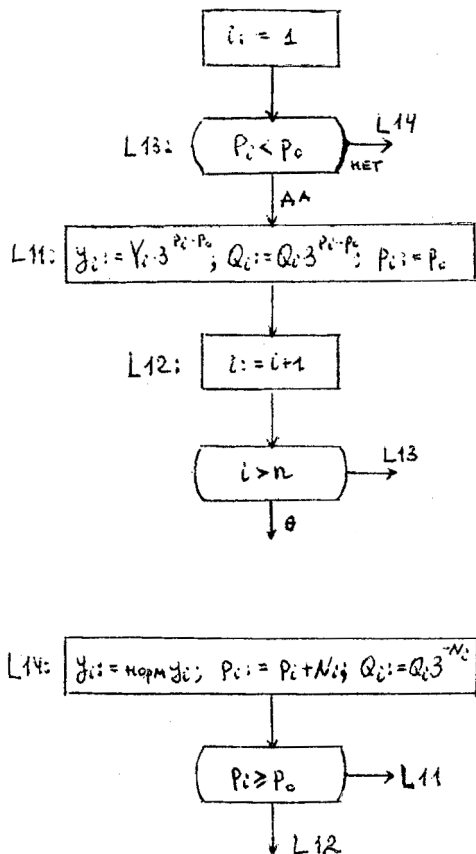 i := 1
L13: Pi < P0 → L14
НЕТ
ДА
L11: yi := Yi · 3^(Pi-P0); Qi := Qi · 3^(Pi-P0); Pi := P0
L12: i := i+1
i > n → L13
θ
L14: yi := норм yi; Pi := Pi + Ni; Qi := Qi 3^(-Ni)
Pi ≥ P0 → L11
L12